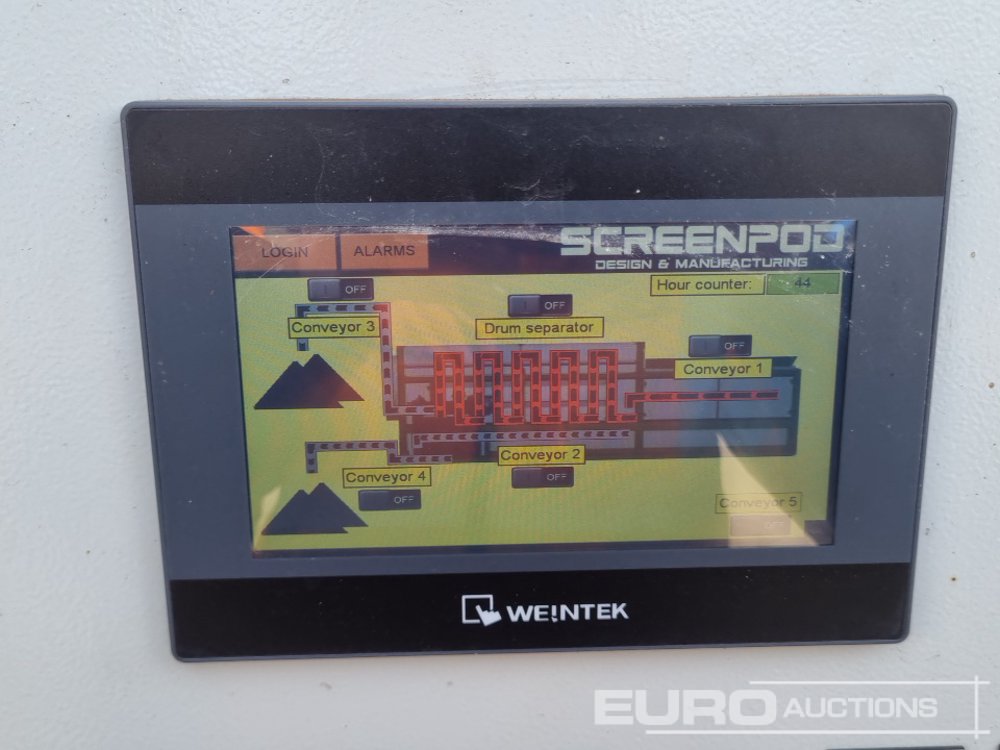 LOGIN
ALARMS
SCREENPOD
DESIGN & MANUFACTURING
Hour counter: 44
OFF
Conveyor 3
OFF
Drum separator
OFF
Conveyor 1
Conveyor 2
OFF
Conveyor 4
OFF
Conveyor 5
OFF
WEINTEK
EURO AUCTIONS